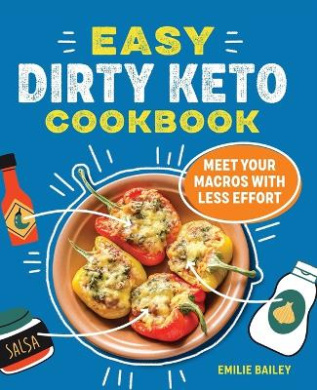 EASY
DIRTY KETO
COOKBOOK
MEET YOUR
MACROS WITH
LESS EFFORT
SALSA
EMILIE BAILEY